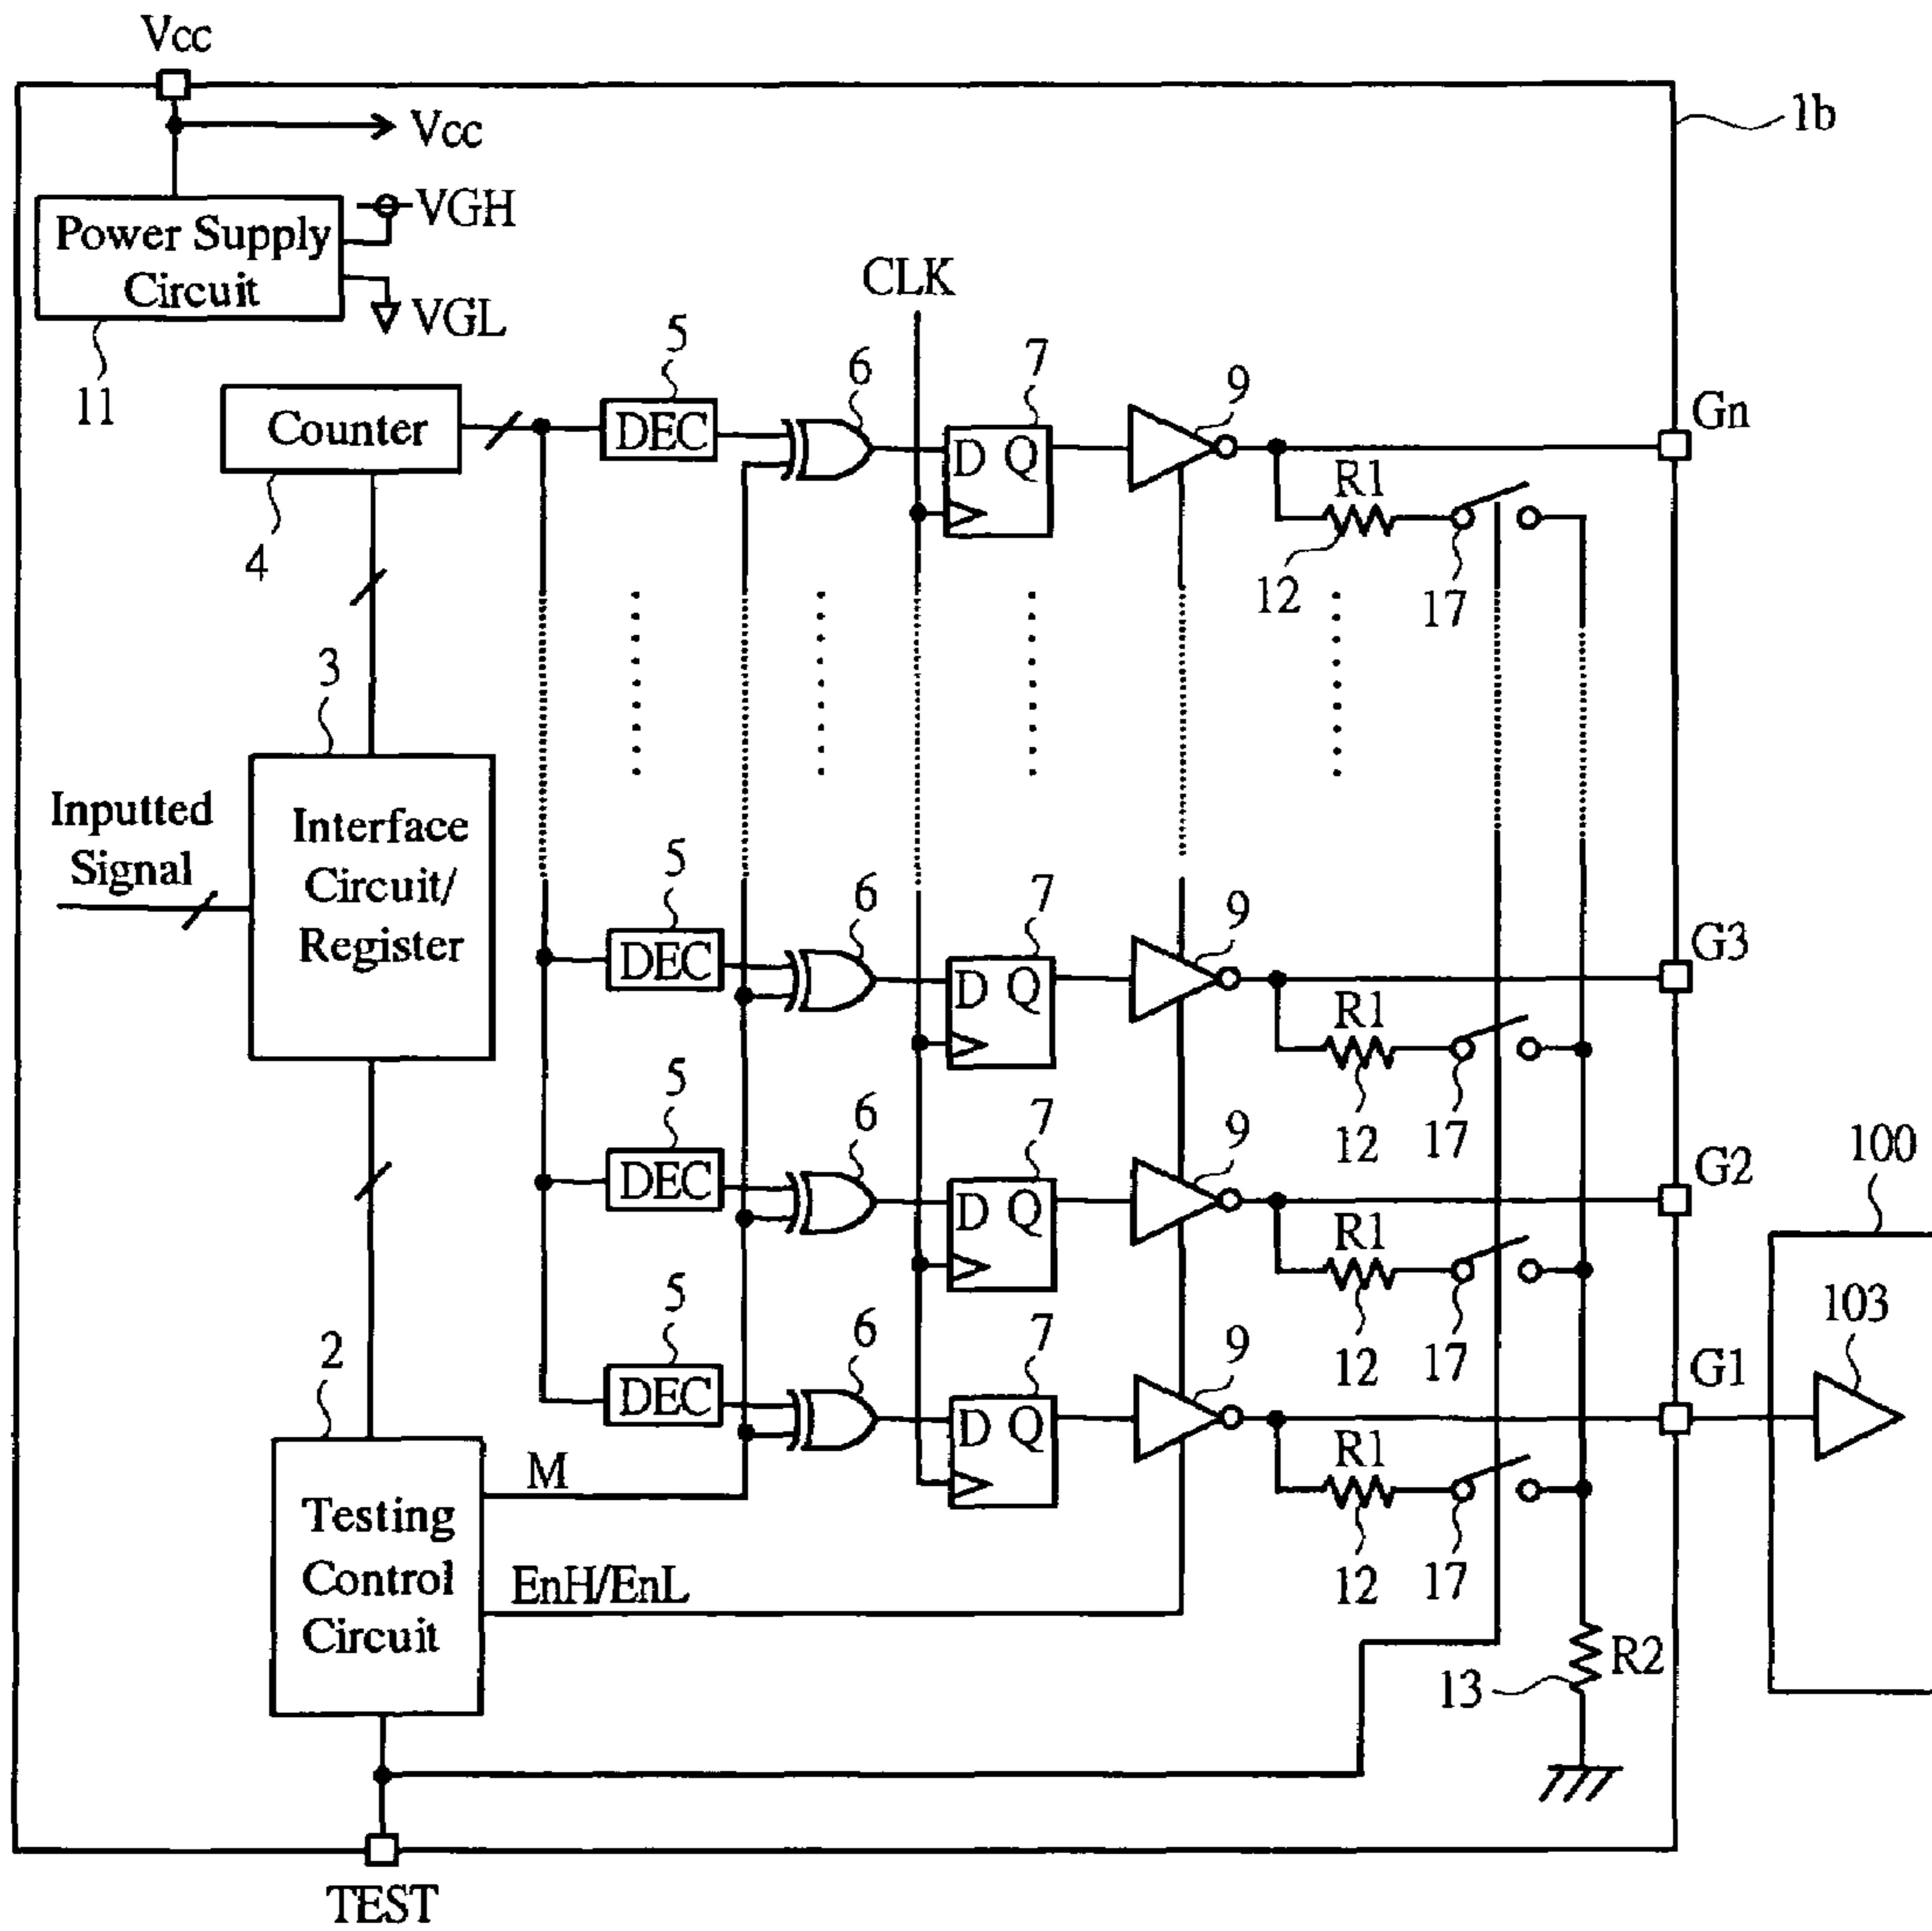 Vcc
Vcc
1b
VGH
Power Supply
Circuit
VGL
11
CLK
5
6
7
9
Gn
Counter
DEC
D Q
R1
4
12
17
3
Inputted
Signal
Interface
Circuit/
Register
5
6
7
9
G3
DEC
D Q
R1
12
17
5
6
7
9
G2
100
DEC
D Q
R1
12
17
103
2
5
6
7
9
G1
DEC
D Q
R1
M
12
17
Testing
Control
Circuit
EnH/EnL
R2
13
TEST